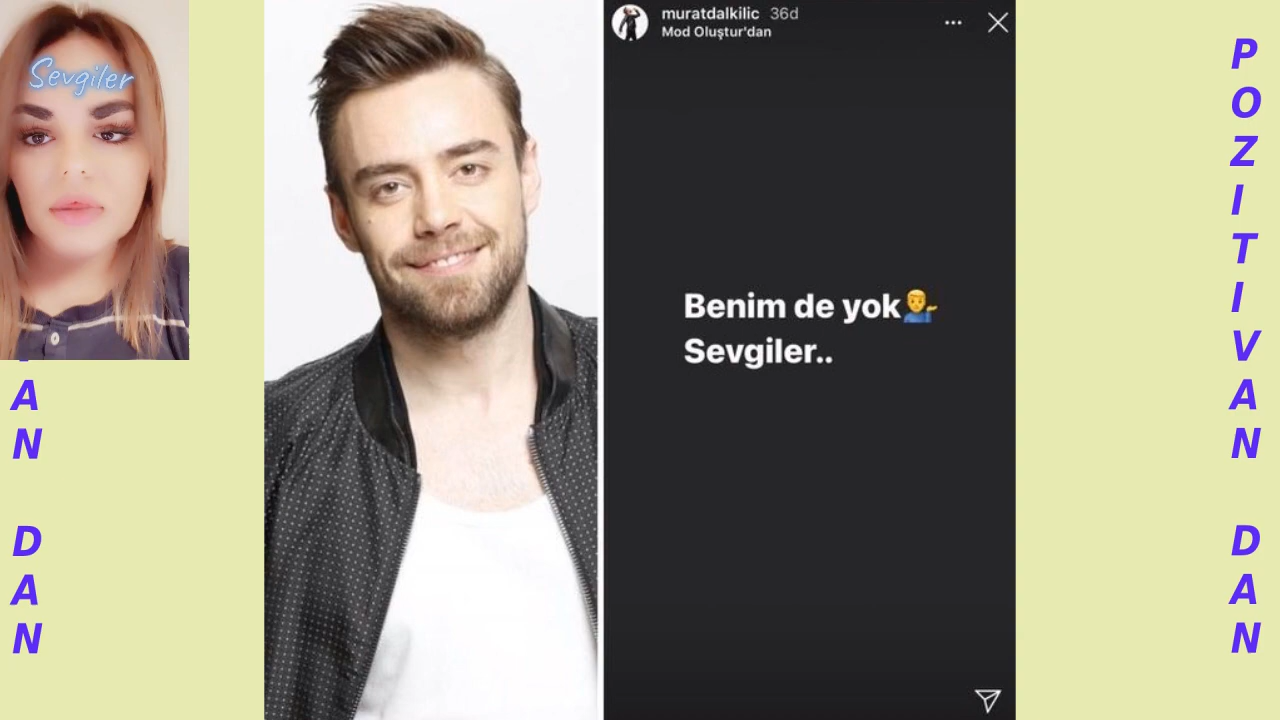 Sevgiler
A
N
D
A
N
muratdalkilic 36d
Mod Oluştur'dan
Benim de yok
Sevgiler..
P
O
Z
I
T
I
V
A
N
D
A
N